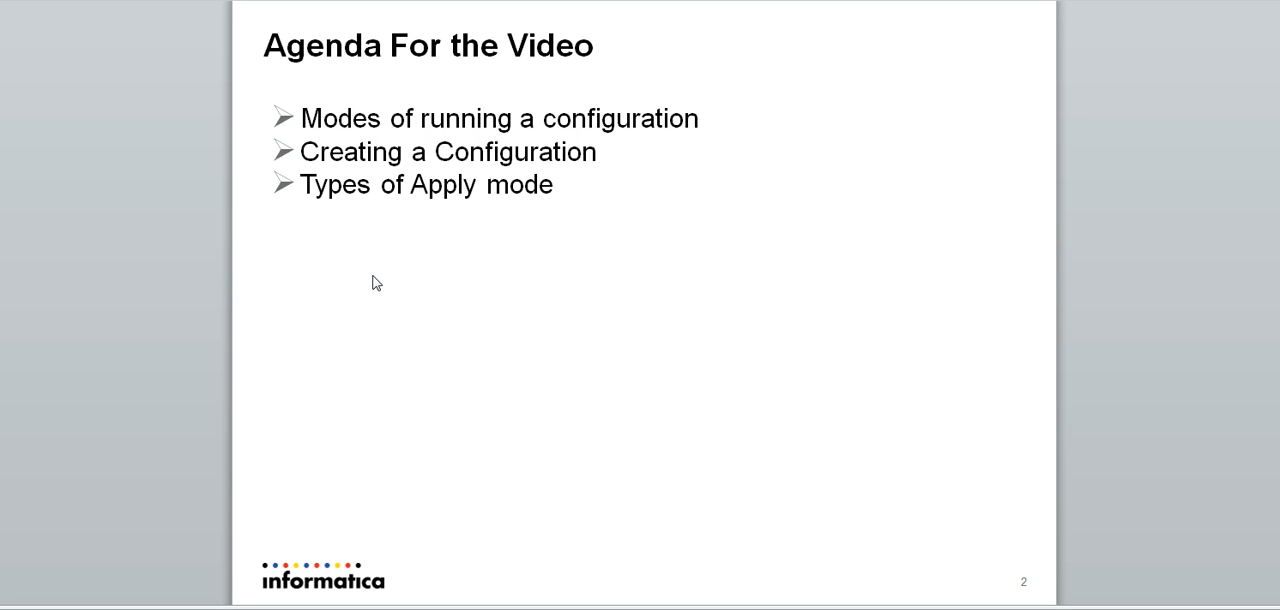 Agenda For the Video
Modes of running a configuration
Creating a Configuration
Types of Apply mode
informatica
2